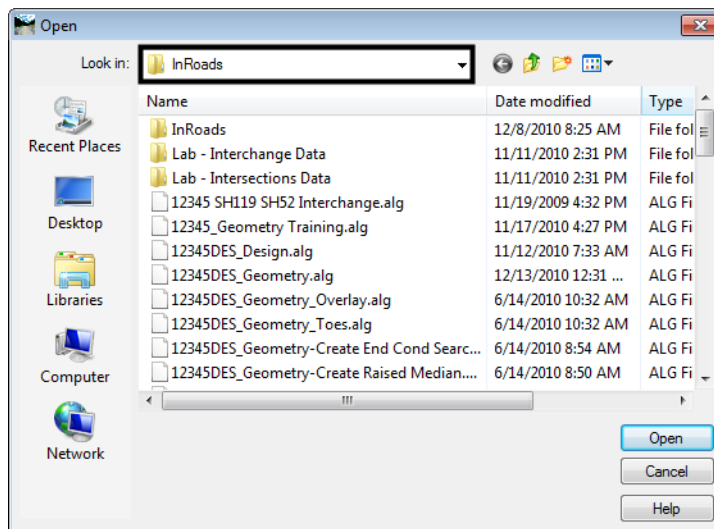 Open
Look in: InRoads
Name Date modified Type
InRoads 12/8/2010 8:25 AM File fol
Lab - Interchange Data 11/11/2010 2:31 PM File fol
Lab - Intersections Data 11/11/2010 2:31 PM File fol
12345 SH119 SH52 Interchange.alg 11/19/2009 4:32 PM ALG Fi
12345_Geometry Training.alg 11/17/2010 4:27 PM ALG Fi
12345DES_Design.alg 11/12/2010 7:33 AM ALG Fi
12345DES_Geometry.alg 12/13/2010 12:31 ... ALG Fi
12345DES_Geometry_Overlay.alg 6/14/2010 10:32 AM ALG Fi
12345DES_Geometry_Toes.alg 6/14/2010 10:32 AM ALG Fi
12345DES_Geometry-Create End Cond Searc... 6/14/2010 8:54 AM ALG Fi
12345DES_Geometry-Create Raised Median.... 6/14/2010 8:50 AM ALG Fi
Recent Places
Desktop
Libraries
Computer
Network
Open
Cancel
Help